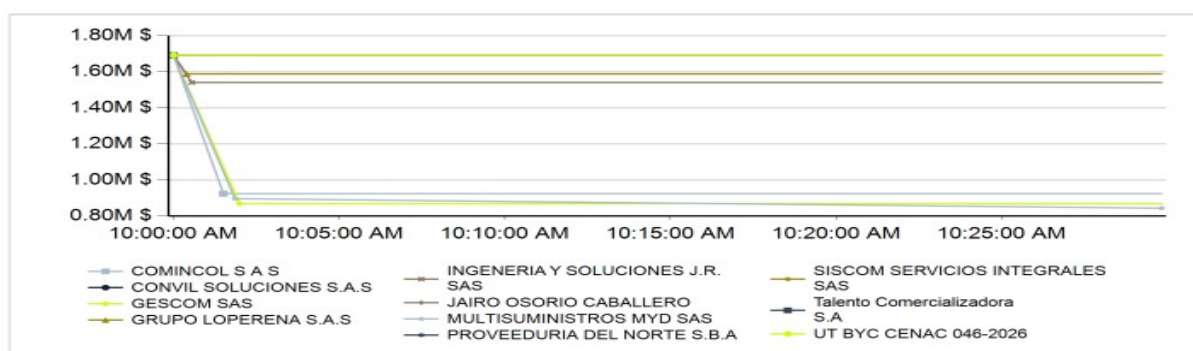 1.80M $
1.60M $
1.40M $
1.20M $
1.00M $
0.80M $
10:00:00 AM 10:05:00 AM 10:10:00 AM 10:15:00 AM 10:20:00 AM 10:25:00 AM
COMINCOL S A S
CONVIL SOLUCIONES S.A.S
GESCOM SAS
GRUPO LOPERENA S.A.S
INGENERIA Y SOLUCIONES J.R.
SAS
JAIRO OSORIO CABALLERO
MULTISUMINISTROS MYD SAS
PROVEEDURIA DEL NORTE S.B.A
SISCOM SERVICIOS INTEGRALES
SAS
Talento Comercializadora
S.A
UT BYC CENAC 046-2026